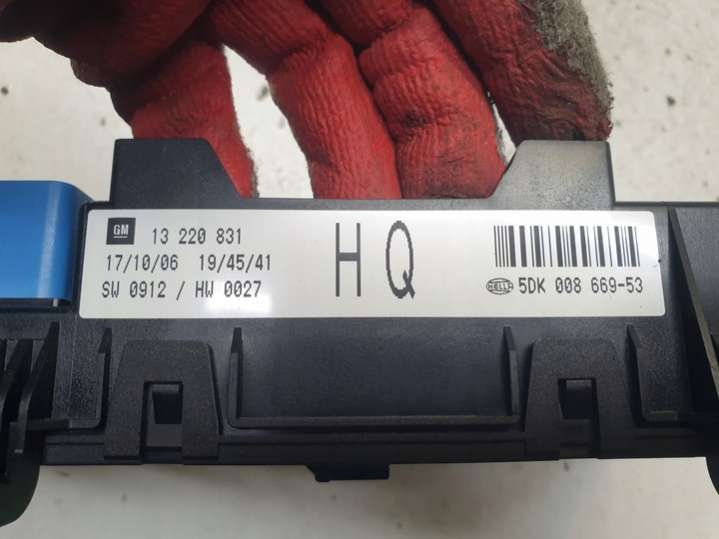 GM 13 220 831
17/10/06 19/45/41
SW 0912 / HW 0027
HQ
HELLA 5DK 008 669-53